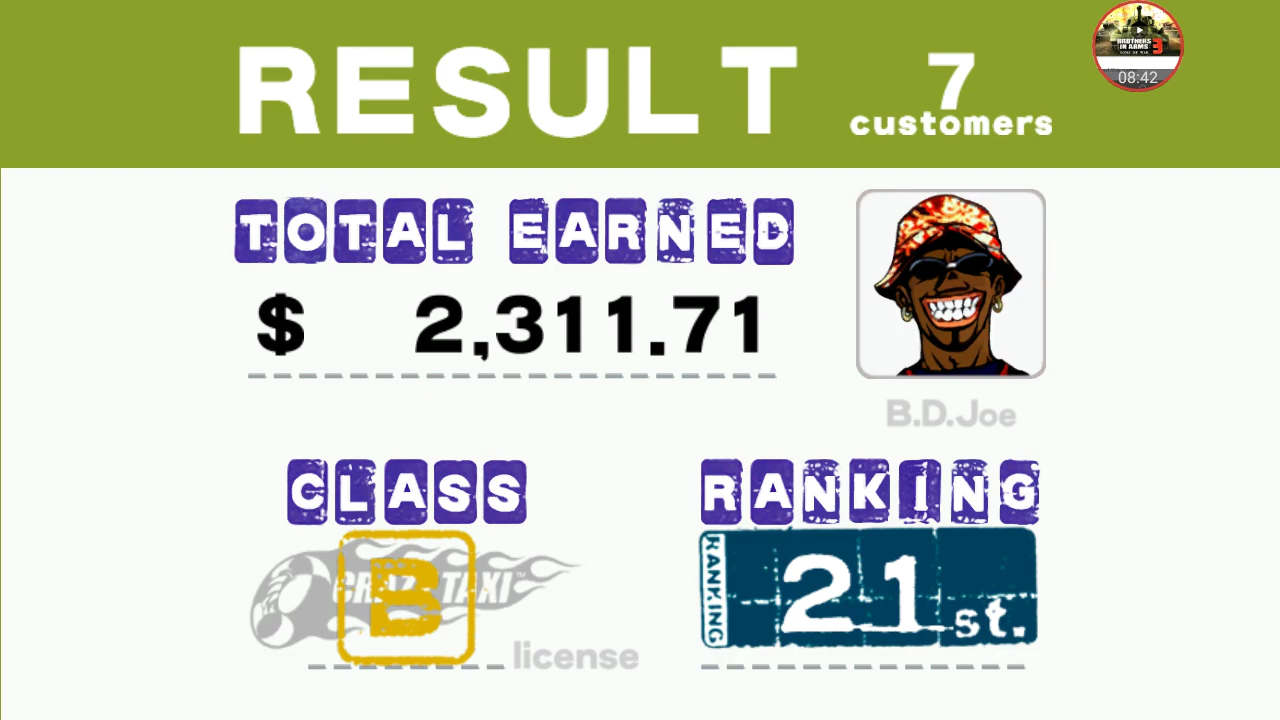 RESULT
7
customers
BROTHERS
IN ARMS 3
08:42
TOTAL EARNED
$ 2,311.71
B.D.Joe
CLASS
CRAZY TAXI™
B
license
RANKING
RANKING
21st.